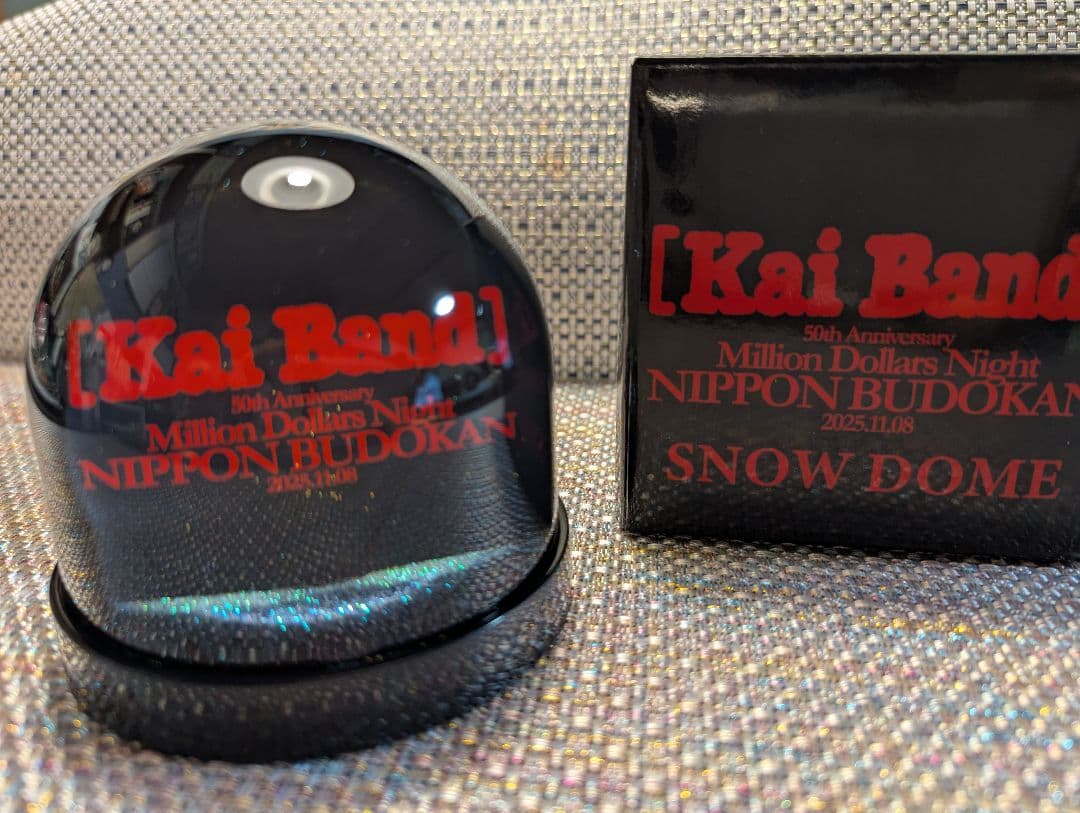 [Kai Band]
50th Anniversary
Million Dollars Night
NIPPON BUDOKAN
2025.11.08
[Kai Band
50th Anniversary
Million Dollars Night
NIPPON BUDOKAN
2025.11.08
SNOW DOME